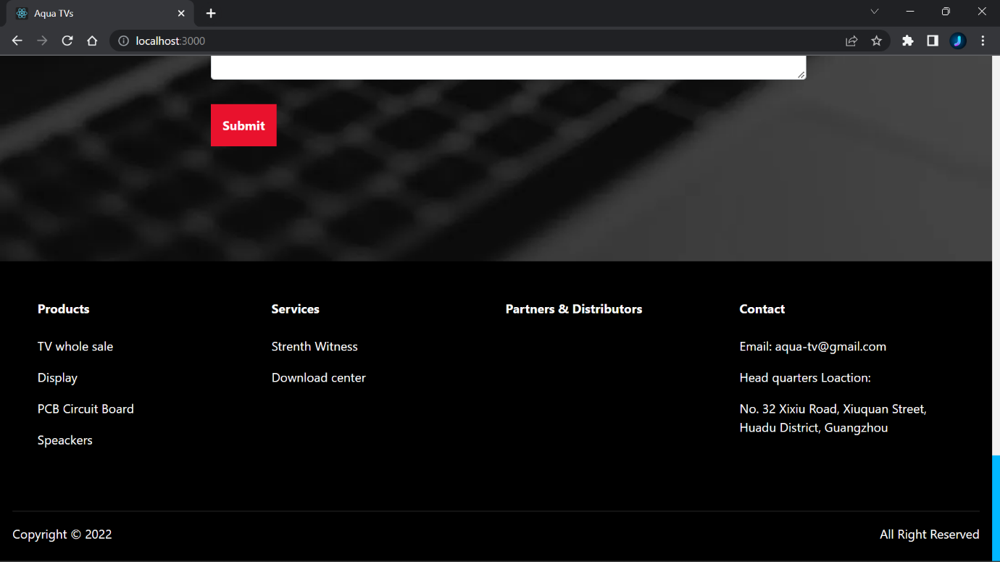 Aqua TVs
localhost:3000
Submit
Products
TV whole sale
Display
PCB Circuit Board
Speackers
Services
Strenth Witness
Download center
Partners & Distributors
Contact
Email: aqua-tv@gmail.com
Head quarters Loaction:
No. 32 Xixiu Road, Xiuquan Street,
Huadu District, Guangzhou
Copyright © 2022
All Right Reserved